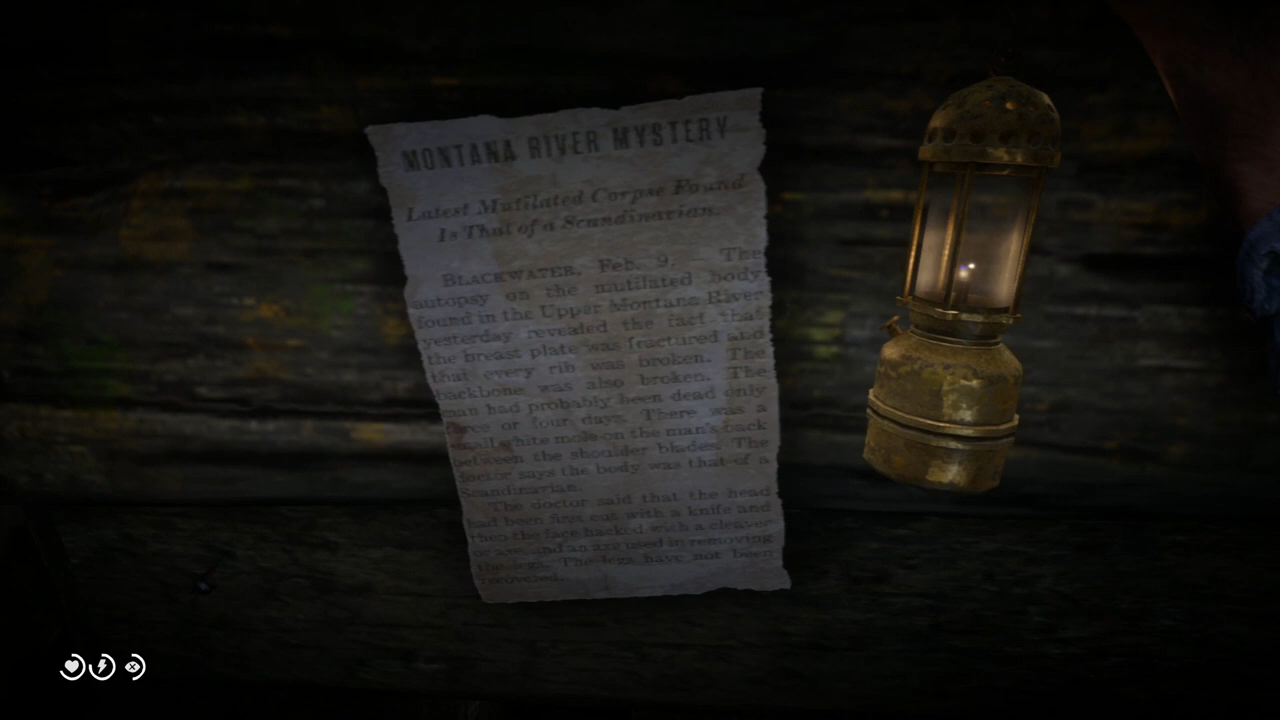 MONTANA RIVER MYSTERY
Latest Mutilated Corpse Found
Is That of a Scandinavian.
BLACKWATER, Feb. 9. — The
autopsy on the mutilated body
found in the Upper Montana River
yesterday revealed the fact that
the breast plate was fractured and
that every rib was broken. The
backbone was also broken. The
man had probably been dead only
three or four days. There was a
small white mole on the man's back
between the shoulder blades. The
doctor says the body was that of a
Scandinavian.
The doctor said that the head
had been first cut with a knife and
then the face hacked with a cleaver
or axe, and an axe used in removing
the legs. The legs have not been
recovered.